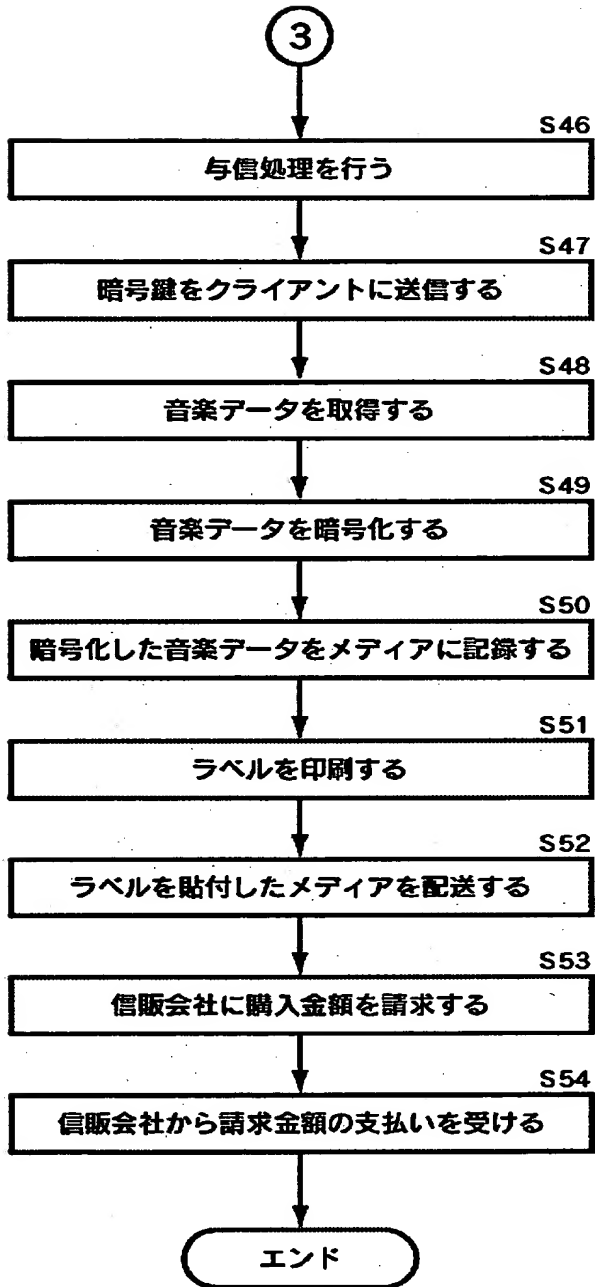 3
S46
与信処理を行う
S47
暗号鍵をクライアントに送信する
S48
音楽データを取得する
S49
音楽データを暗号化する
S50
暗号化した音楽データをメディアに記録する
S51
ラベルを印刷する
S52
ラベルを貼付したメディアを配送する
S53
信販会社に購入金額を請求する
S54
信販会社から請求金額の支払いを受ける
エンド